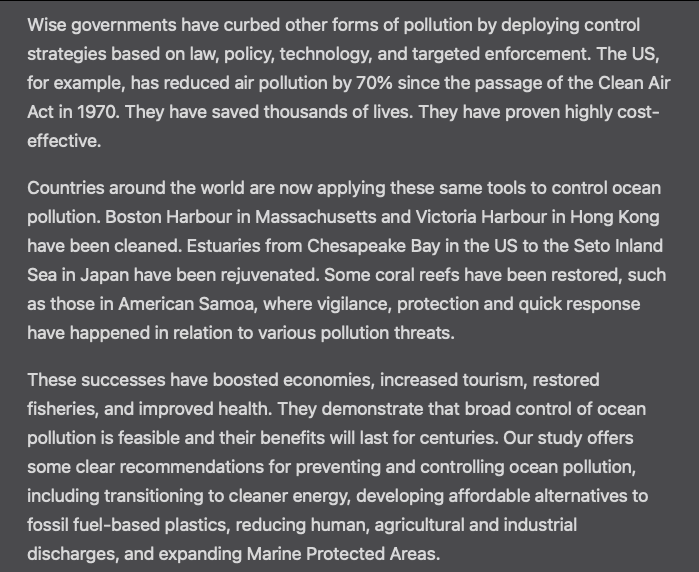 Wise governments have curbed other forms of pollution by deploying control
strategies based on law, policy, technology, and targeted enforcement. The US,
for example, has reduced air pollution by 70% since the passage of the Clean Air
Act in 1970. They have saved thousands of lives. They have proven highly cost-
effective.
Countries around the world are now applying these same tools to control ocean
pollution. Boston Harbour in Massachusetts and Victoria Harbour in Hong Kong
have been cleaned. Estuaries from Chesapeake Bay in the US to the Seto Inland
Sea in Japan have been rejuvenated. Some coral reefs have been restored, such
as those in American Samoa, where vigilance, protection and quick response
have happened in relation to various pollution threats.
These successes have boosted economies, increased tourism, restored
fisheries, and improved health. They demonstrate that broad control of ocean
pollution is feasible and their benefits will last for centuries. Our study offers
some clear recommendations for preventing and controlling ocean pollution,
including transitioning to cleaner energy, developing affordable alternatives to
fossil fuel-based plastics, reducing human, agricultural and industrial
discharges, and expanding Marine Protected Areas.